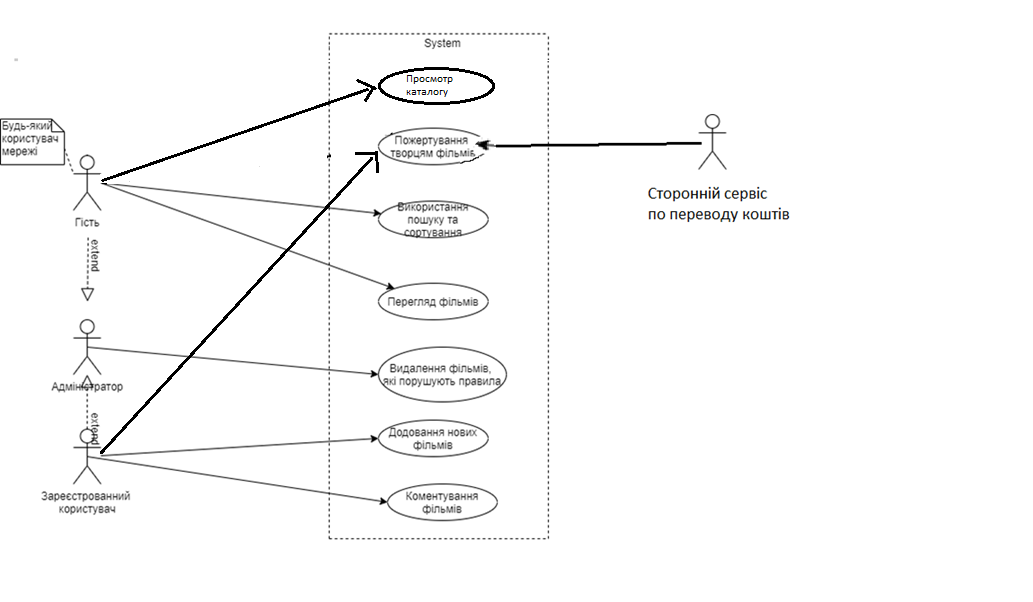 System
Просмотр
каталогу
Будь-який
користувач
мережі
Пожертування
творцям фільмів
Сторонній сервіс
по переводу коштів
Гість
Використання
пошуку та
сортування
extend
Перегляд фільмів
Адміністратор
Видалення фільмів,
які порушують правила
extend
Додовання нових
фільмів
Зареєстрованний
користувач
Коментування
фільмів